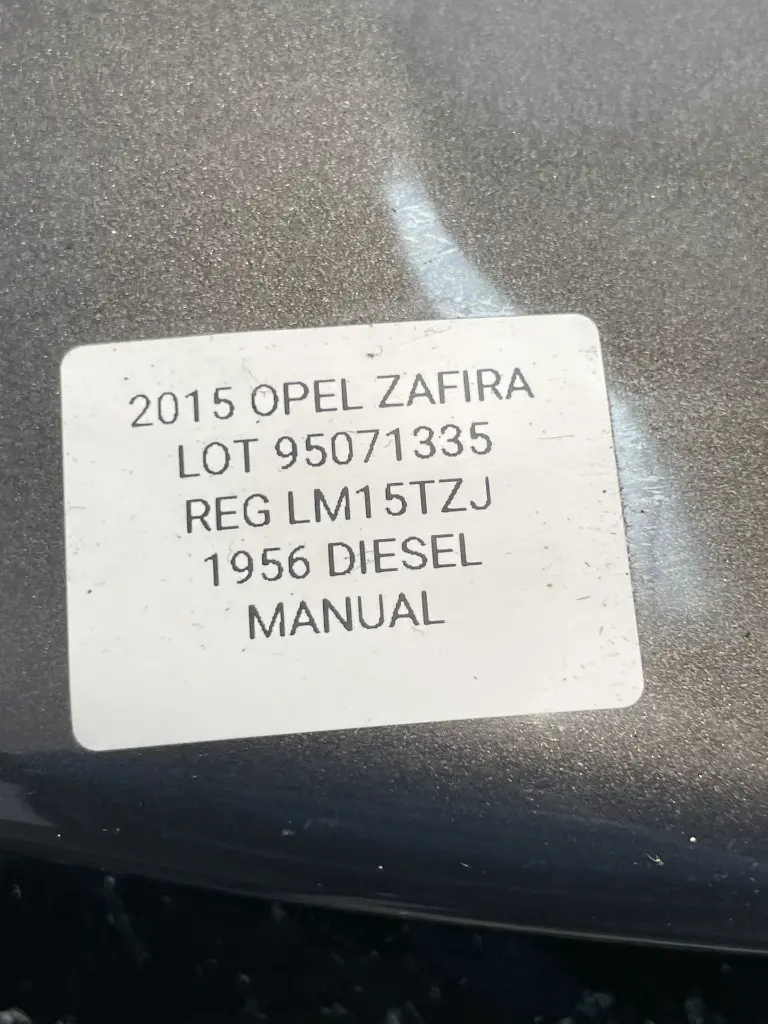 2015 OPEL ZAFIRA
LOT 95071335
REG LM15TZJ
1956 DIESEL
MANUAL